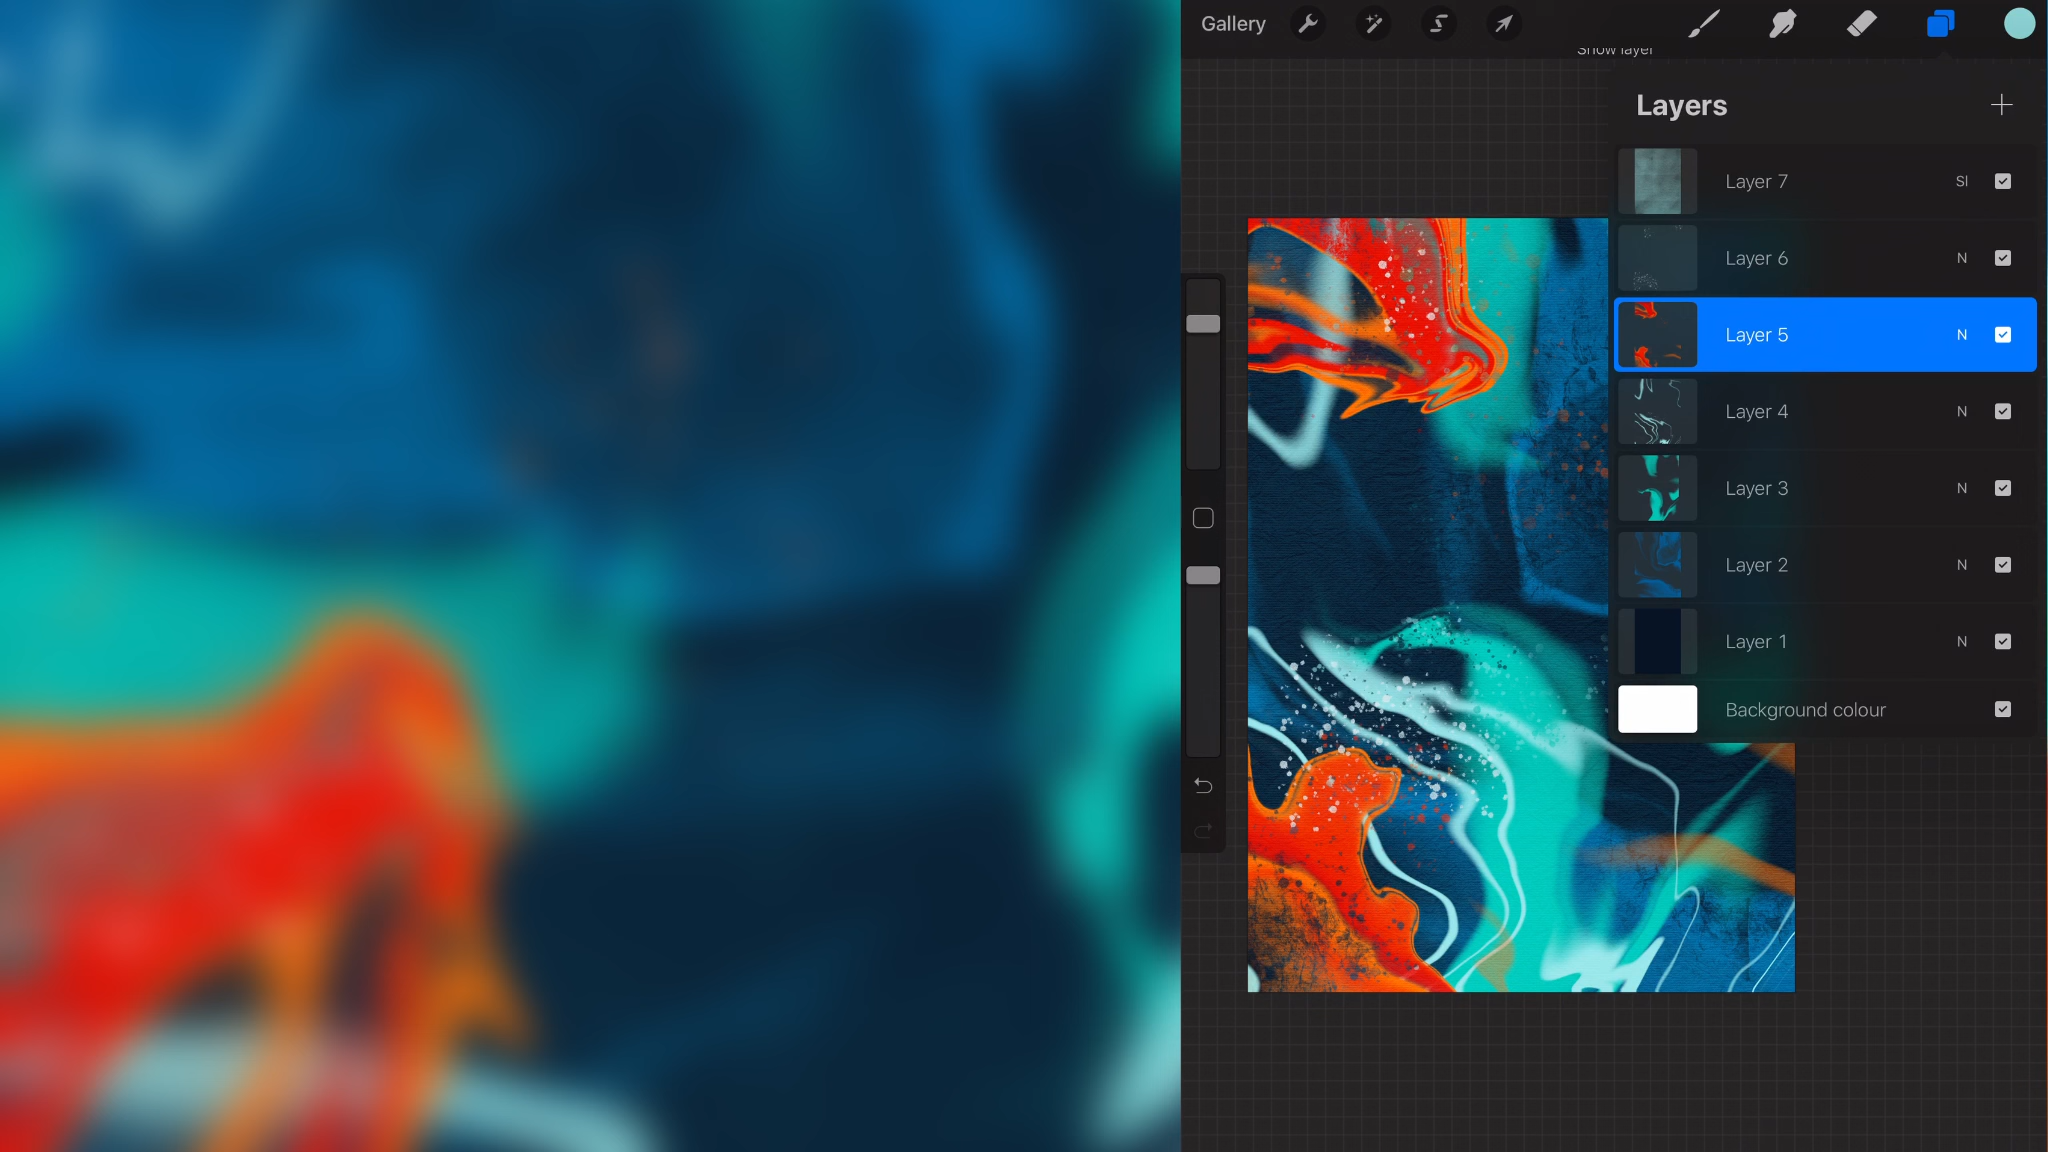 Gallery
Show layer
Layers
Layer 7 SI
Layer 6 N
Layer 5 N
Layer 4 N
Layer 3 N
Layer 2 N
Layer 1 N
Background colour